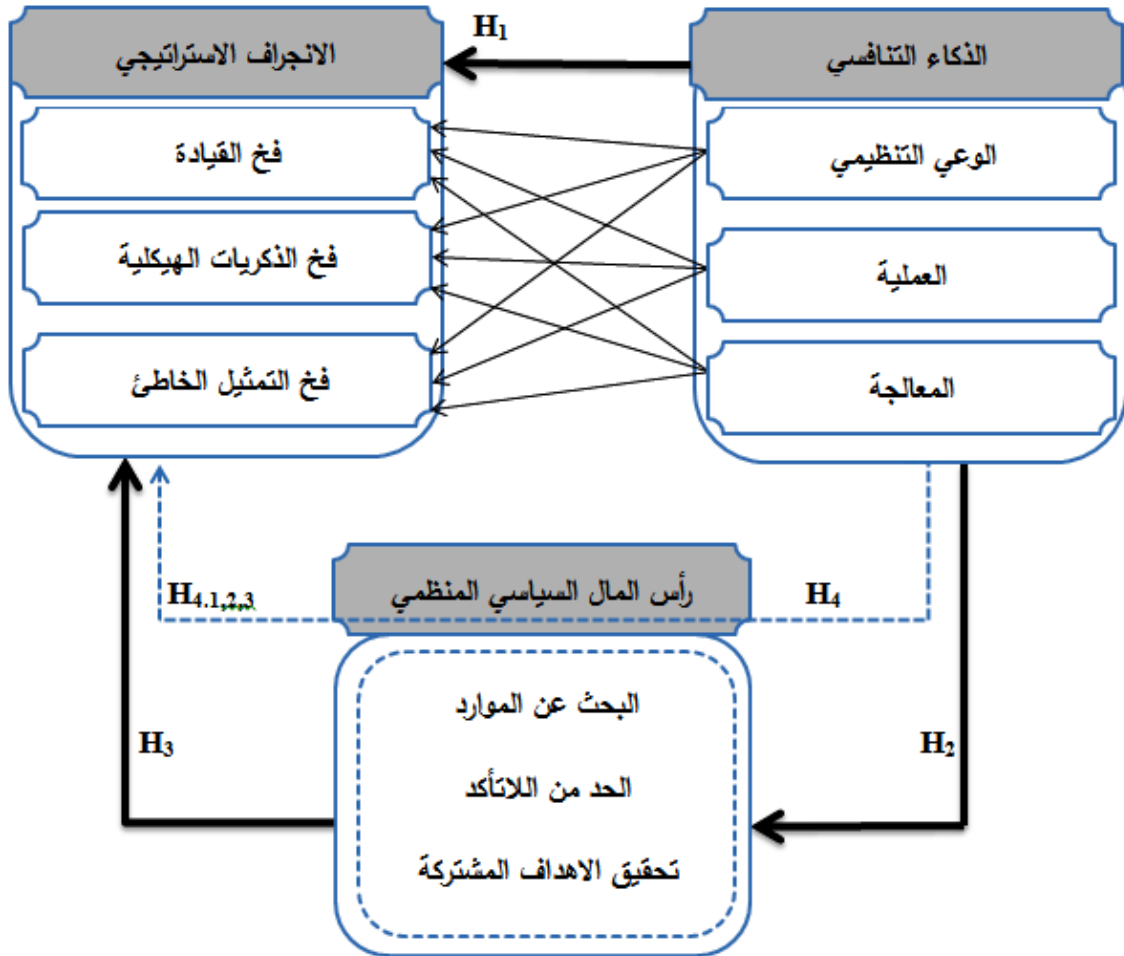 H1
الذكاء التنافسي
الانجراف الاستراتيجي
الوعي التنظيمي
فخ القيادة
العملية
فخ الذكريات الهيكلية
المعالجة
فخ التمثيل الخاطئ
رأس المال السياسي المنظمي
H4
H4.1,2,3
البحث عن الموارد
H2
H3
الحد من اللاتأكد
تحقيق الاهداف المشتركة